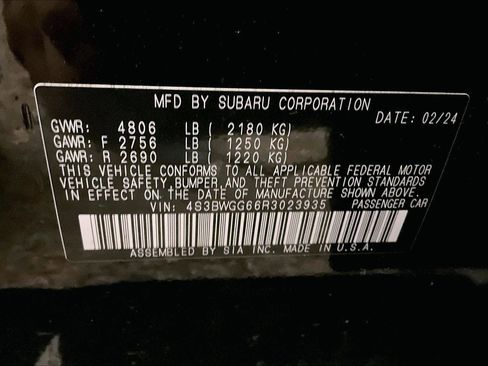 MFD BY SUBARU CORPORATION
DATE: 02/24
GVWR: 4806 LB ( 2180 KG)
GAWR: F 2756 LB ( 1250 KG)
GAWR: R 2690 LB ( 1220 KG)
THIS VEHICLE CONFORMS TO ALL APPLICABLE FEDERAL MOTOR
VEHICLE SAFETY,BUMPER,AND THEFT PREVENTION STANDARDS
IN EFFECT ON THE DATE OF MANUFACTURE SHOWN ABOVE.
VIN: 4S3BWGG66R3023935 PASSENGER CAR
ASSEMBLED BY SIA INC. MADE IN U.S.A.